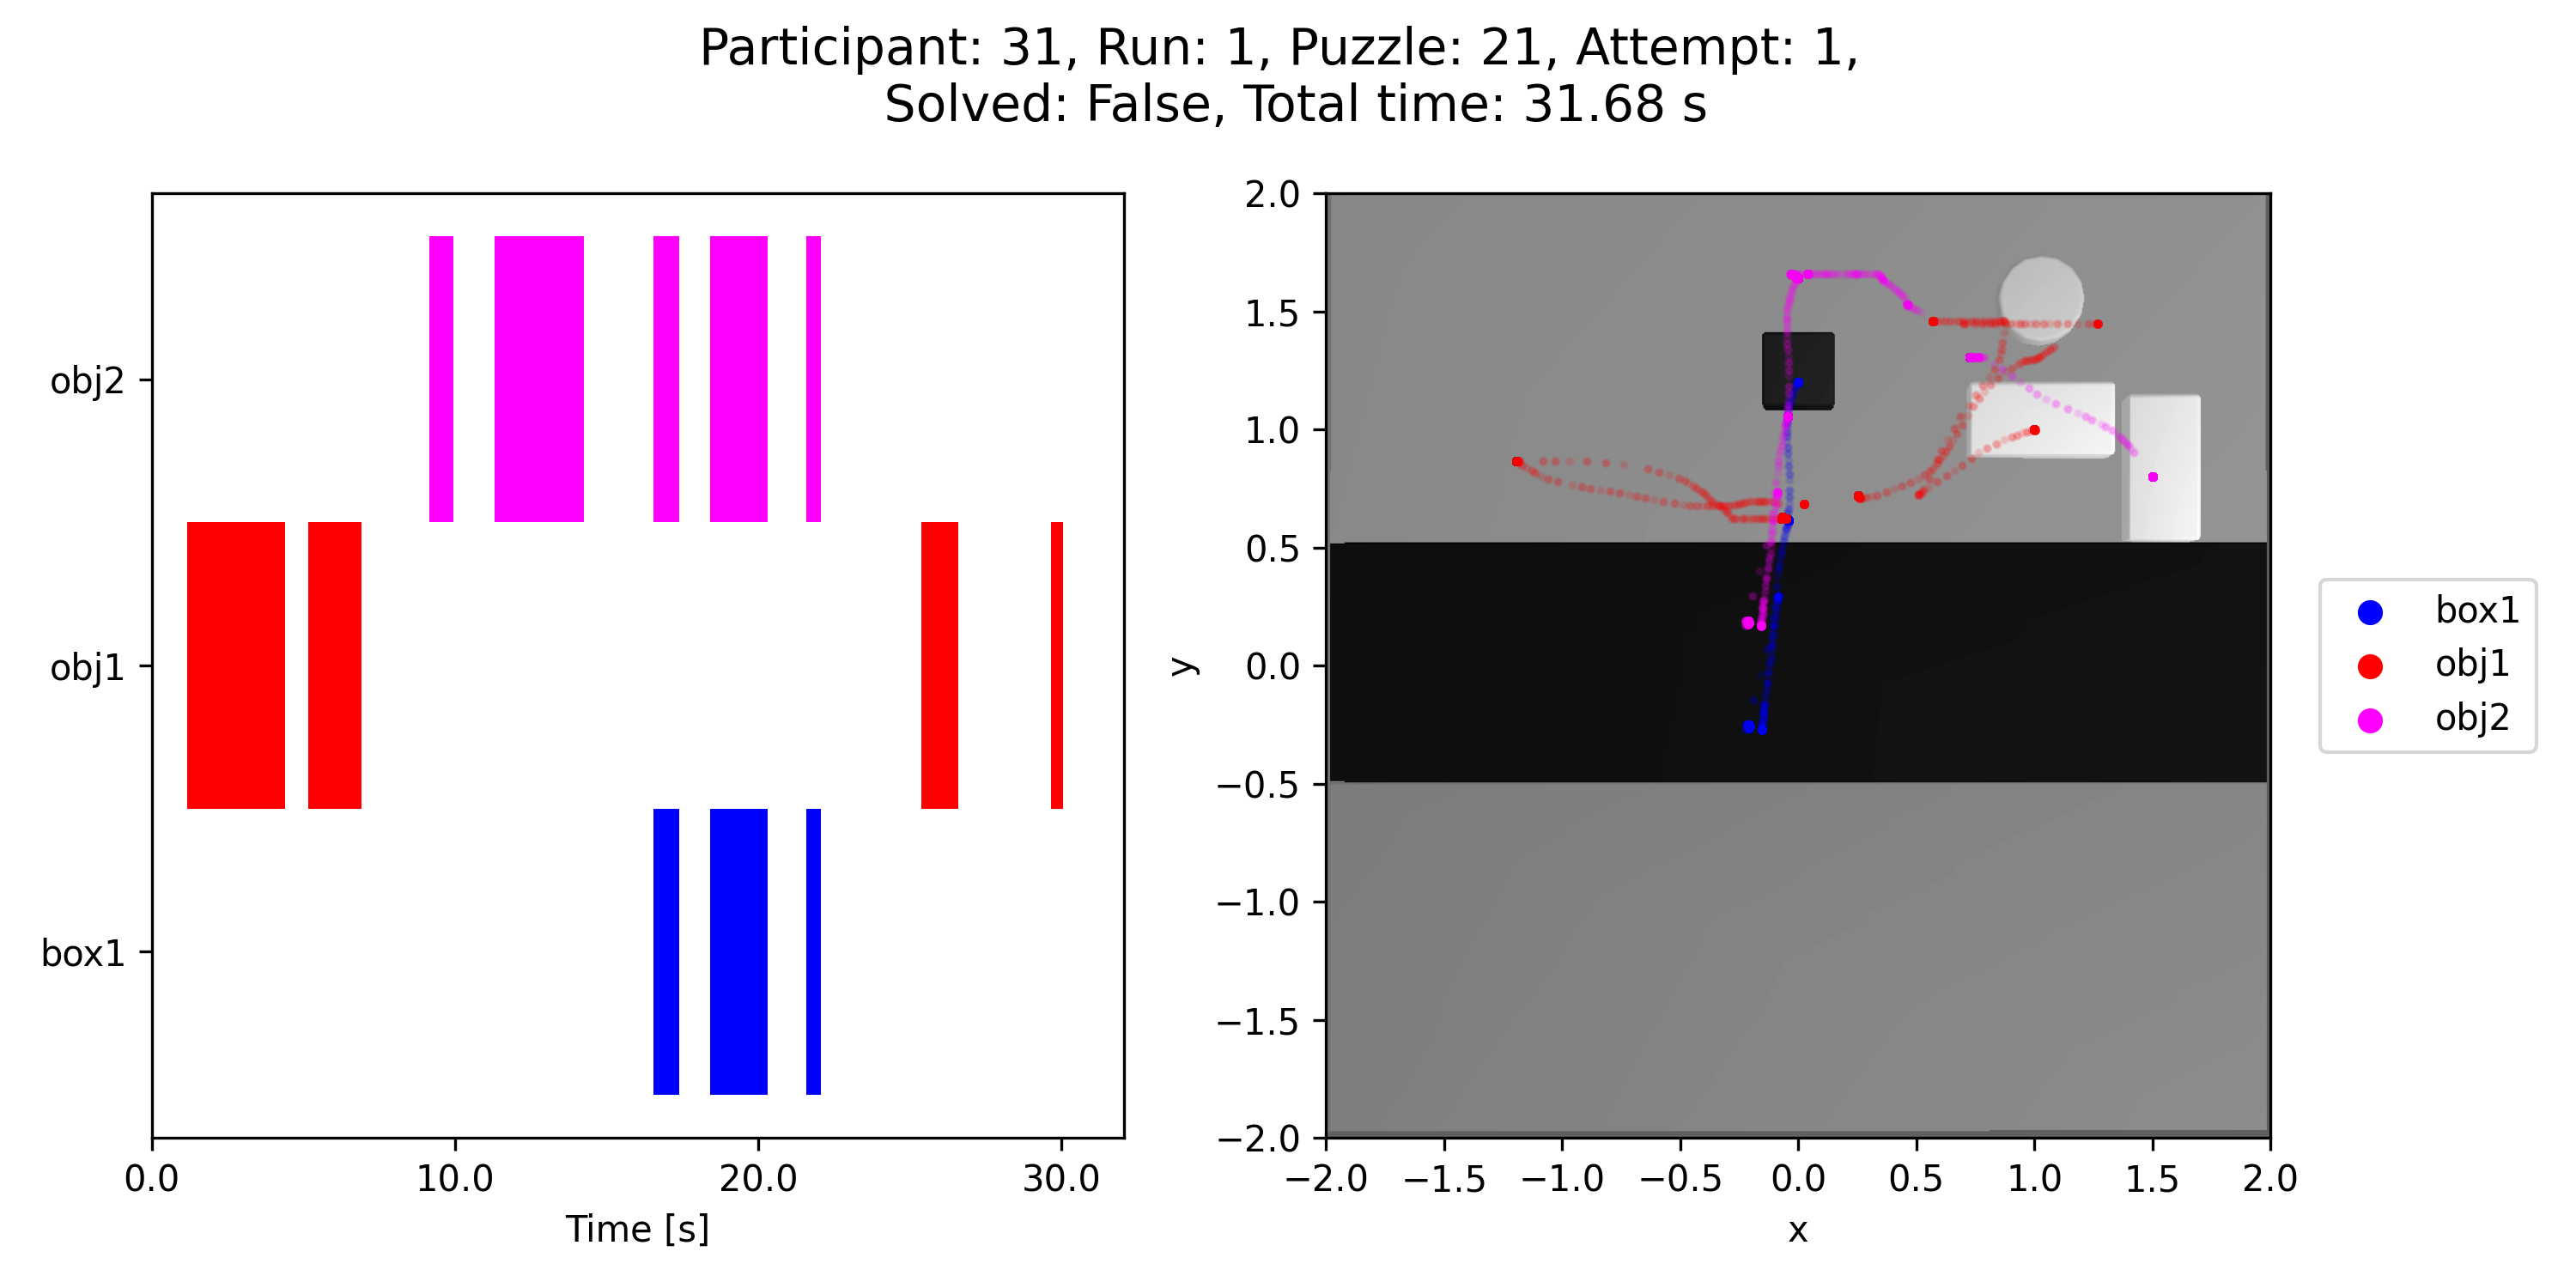 Participant: 31, Run: 1, Puzzle: 21, Attempt: 1,
Solved: False, Total time: 31.68 s
obj2
obj1
box1
0.0 10.0 20.0 30.0
Time [s]
2.0
1.5
1.0
0.5
0.0
−0.5
−1.0
−1.5
−2.0
y
−2.0 −1.5 −1.0 −0.5 0.0 0.5 1.0 1.5 2.0
x
box1
obj1
obj2